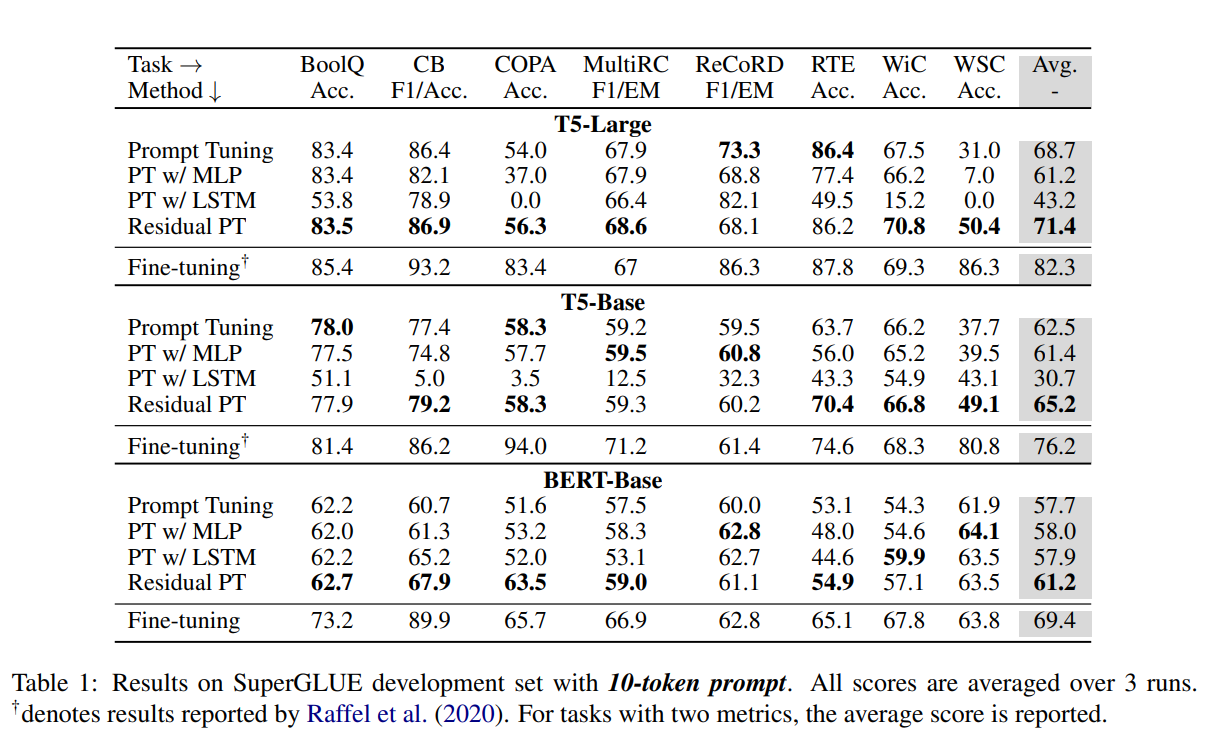 Task → BoolQ CB COPA MultiRC ReCoRD RTE WiC WSC Avg.
Method ↓ Acc. F1/Acc. Acc. F1/EM F1/EM Acc. Acc. Acc. -
T5-Large
Prompt Tuning 83.4 86.4 54.0 67.9 73.3 86.4 67.5 31.0 68.7
PT w/ MLP 83.4 82.1 37.0 67.9 68.8 77.4 66.2 7.0 61.2
PT w/ LSTM 53.8 78.9 0.0 66.4 82.1 49.5 15.2 0.0 43.2
Residual PT 83.5 86.9 56.3 68.6 68.1 86.2 70.8 50.4 71.4
Fine-tuning† 85.4 93.2 83.4 67 86.3 87.8 69.3 86.3 82.3
T5-Base
Prompt Tuning 78.0 77.4 58.3 59.2 59.5 63.7 66.2 37.7 62.5
PT w/ MLP 77.5 74.8 57.7 59.5 60.8 56.0 65.2 39.5 61.4
PT w/ LSTM 51.1 5.0 3.5 12.5 32.3 43.3 54.9 43.1 30.7
Residual PT 77.9 79.2 58.3 59.3 60.2 70.4 66.8 49.1 65.2
Fine-tuning† 81.4 86.2 94.0 71.2 61.4 74.6 68.3 80.8 76.2
BERT-Base
Prompt Tuning 62.2 60.7 51.6 57.5 60.0 53.1 54.3 61.9 57.7
PT w/ MLP 62.0 61.3 53.2 58.3 62.8 48.0 54.6 64.1 58.0
PT w/ LSTM 62.2 65.2 52.0 53.1 62.7 44.6 59.9 63.5 57.9
Residual PT 62.7 67.9 63.5 59.0 61.1 54.9 57.1 63.5 61.2
Fine-tuning 73.2 89.9 65.7 66.9 62.8 65.1 67.8 63.8 69.4
Table 1: Results on SuperGLUE development set with 10-token prompt. All scores are averaged over 3 runs.
†denotes results reported by Raffel et al. (2020). For tasks with two metrics, the average score is reported.